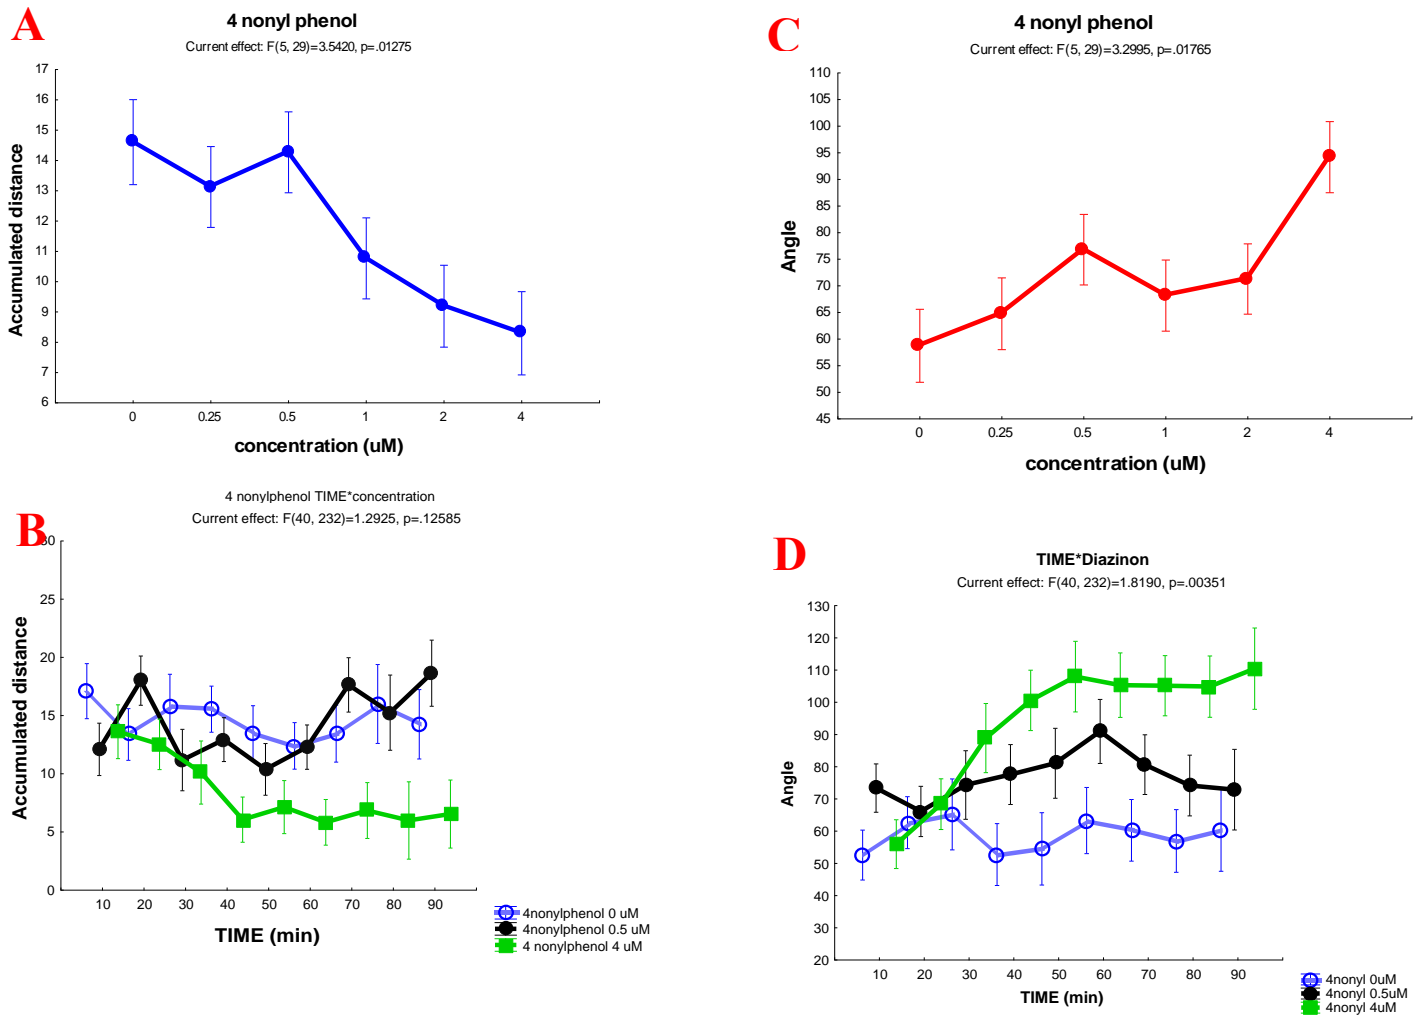 A
4 nonyl phenol
Current effect: F(5, 29)=3.5420, p=.01275
17
16
15
14
13
12
11
10
9
8
7
6
Accumulated distance
0 0.25 0.5 1 2 4
concentration (uM)
C
4 nonyl phenol
Current effect: F(5, 29)=3.2995, p=.01765
110
105
100
95
90
85
80
75
70
65
60
55
50
45
Angle
0 0.25 0.5 1 2 4
concentration (uM)
B
4 nonylphenol TIME*concentration
Current effect: F(40, 232)=1.2925, p=.12585
30
25
20
15
10
5
0
Accumulated distance
10 20 30 40 50 60 70 80 90
TIME (min)
4nonylphenol 0 uM
4nonylphenol 0.5 uM
4 nonylphenol 4 uM
D
TIME*Diazinon
Current effect: F(40, 232)=1.8190, p=.00351
130
120
110
100
90
80
70
60
50
40
30
20
Angle
10 20 30 40 50 60 70 80 90
TIME (min)
4nonyl 0uM
4nonyl 0.5uM
4nonyl 4uM